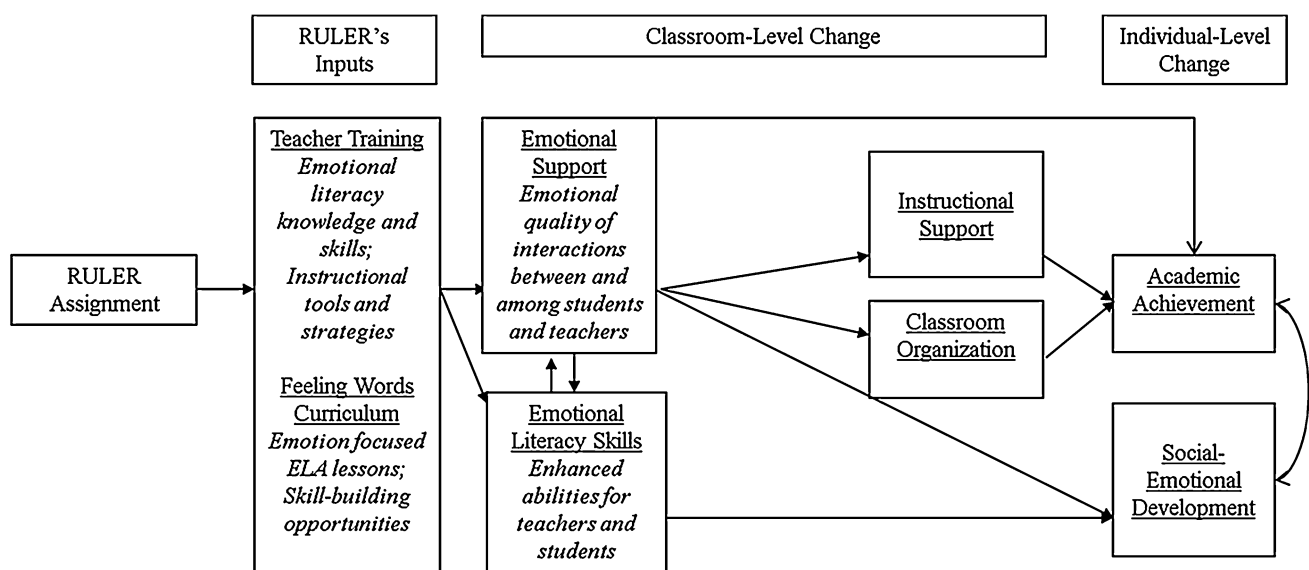 RULER's
Inputs
Classroom-Level Change
Individual-Level
Change
RULER
Assignment
Teacher Training
Emotional
literacy
knowledge and
skills;
Instructional
tools and
strategies
Feeling Words
Curriculum
Emotion focused
ELA lessons;
Skill-building
opportunities
Emotional
Support
Emotional
quality of
interactions
between and
among students
and teachers
Emotional
Literacy Skills
Enhanced
abilities for
teachers and
students
Instructional
Support
Classroom
Organization
Academic
Achievement
Social-
Emotional
Development